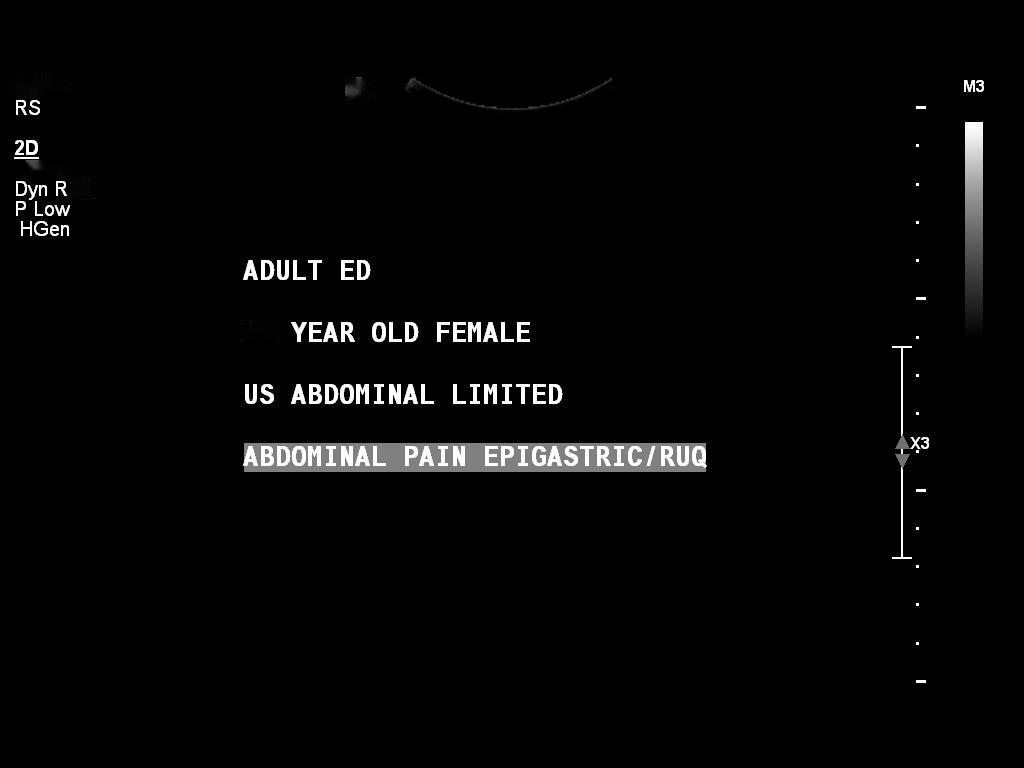 M3
RS
2D
Dyn R
P Low
HGen
ADULT ED
YEAR OLD FEMALE
US ABDOMINAL LIMITED
X3
ABDOMINAL PAIN EPIGASTRIC/RUQ